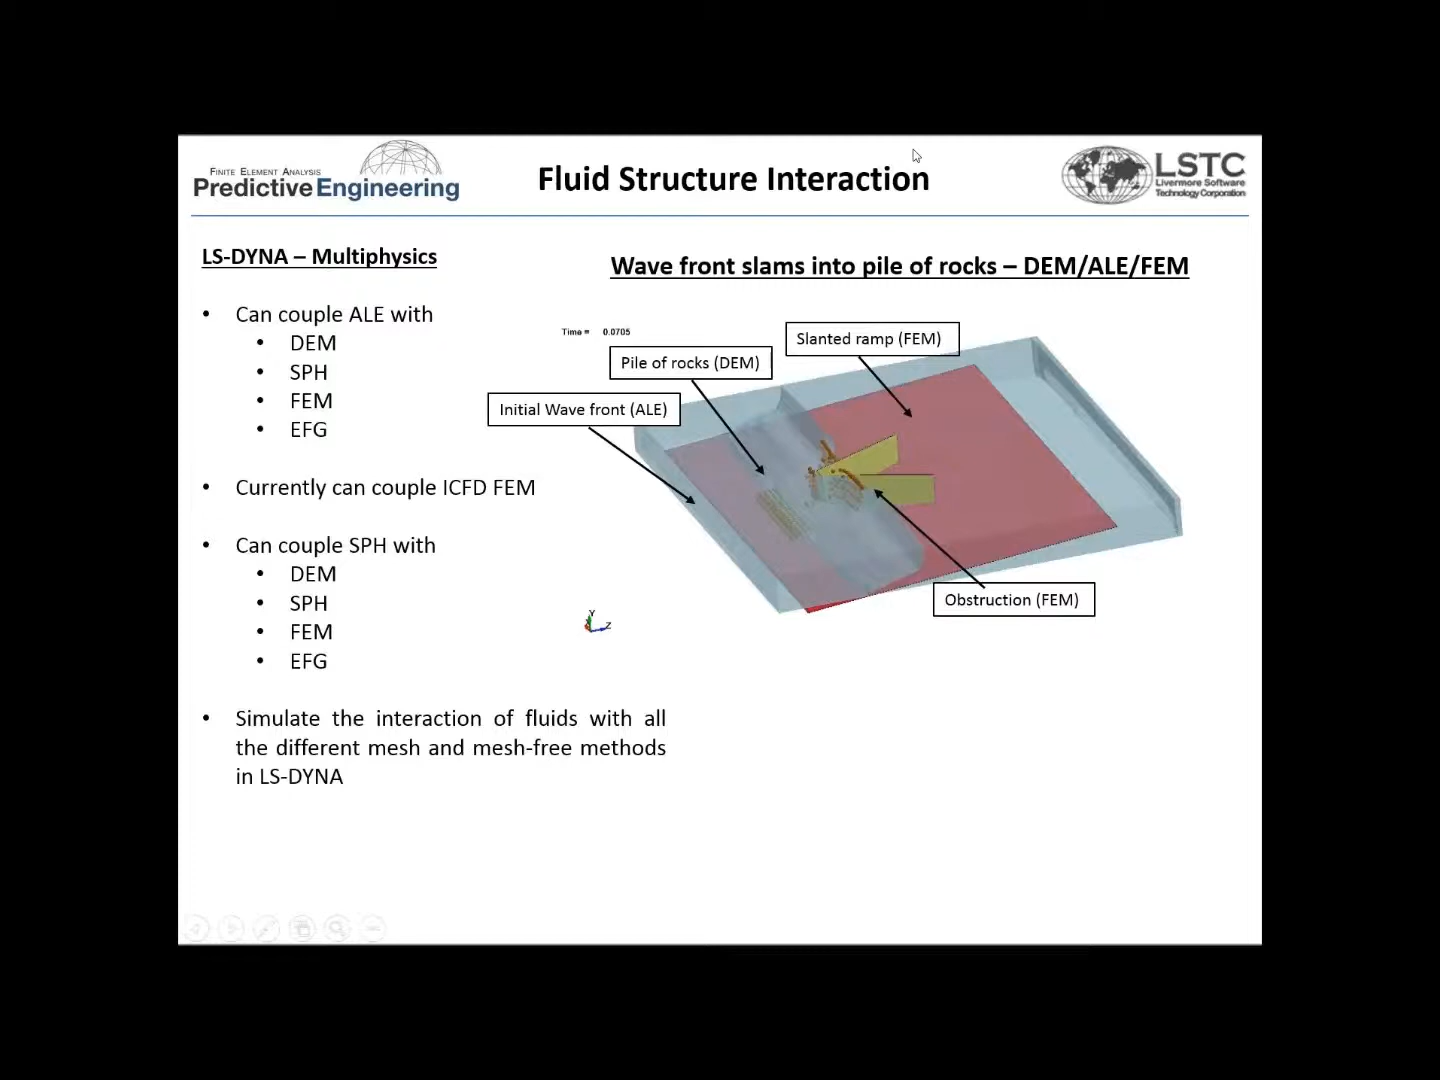 FINITE ELEMENT ANALYSIS
Predictive Engineering
Fluid Structure Interaction
LSTC
Livermore Software
Technology Corporation
LS-DYNA – Multiphysics
• Can couple ALE with
• DEM
• SPH
• FEM
• EFG
• Currently can couple ICFD FEM
• Can couple SPH with
• DEM
• SPH
• FEM
• EFG
• Simulate the interaction of fluids with all
the different mesh and mesh-free methods
in LS-DYNA
Wave front slams into pile of rocks – DEM/ALE/FEM
Time = 0.0705
Slanted ramp (FEM)
Pile of rocks (DEM)
Initial Wave front (ALE)
Obstruction (FEM)
Y
Z